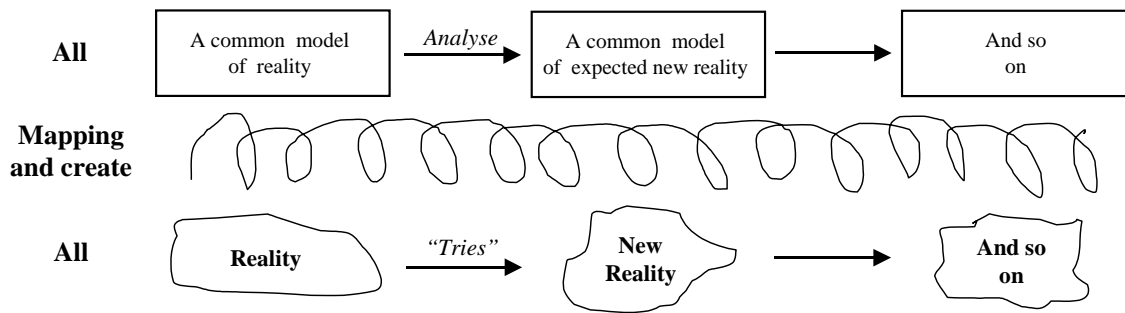 All
A common model
of reality
Analyse
A common model
of expected new reality
And so
on
Mapping
and create
All
Reality
“Tries”
New
Reality
And so
on